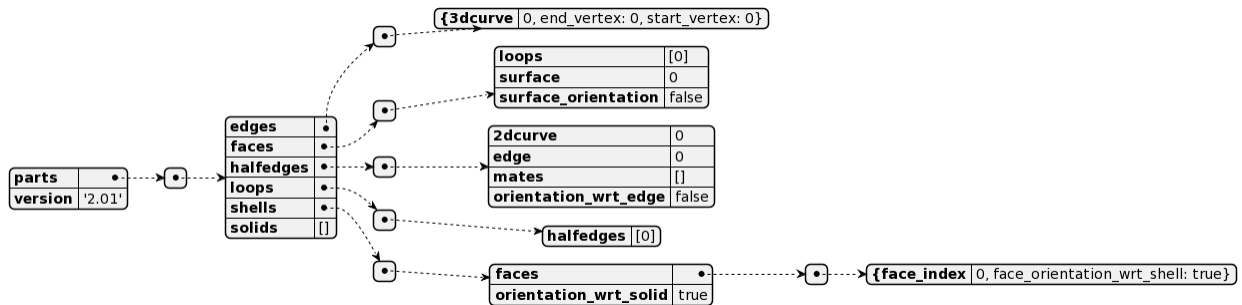 {3dcurve 0, end_vertex: 0, start_vertex: 0}
loops [0]
surface 0
surface_orientation false
edges
faces
halfedges
loops
shells
solids []
2dcurve 0
edge 0
mates []
orientation_wrt_edge false
parts
version '2.01'
halfedges [0]
faces
orientation_wrt_solid true
{face_index 0, face_orientation_wrt_shell: true}